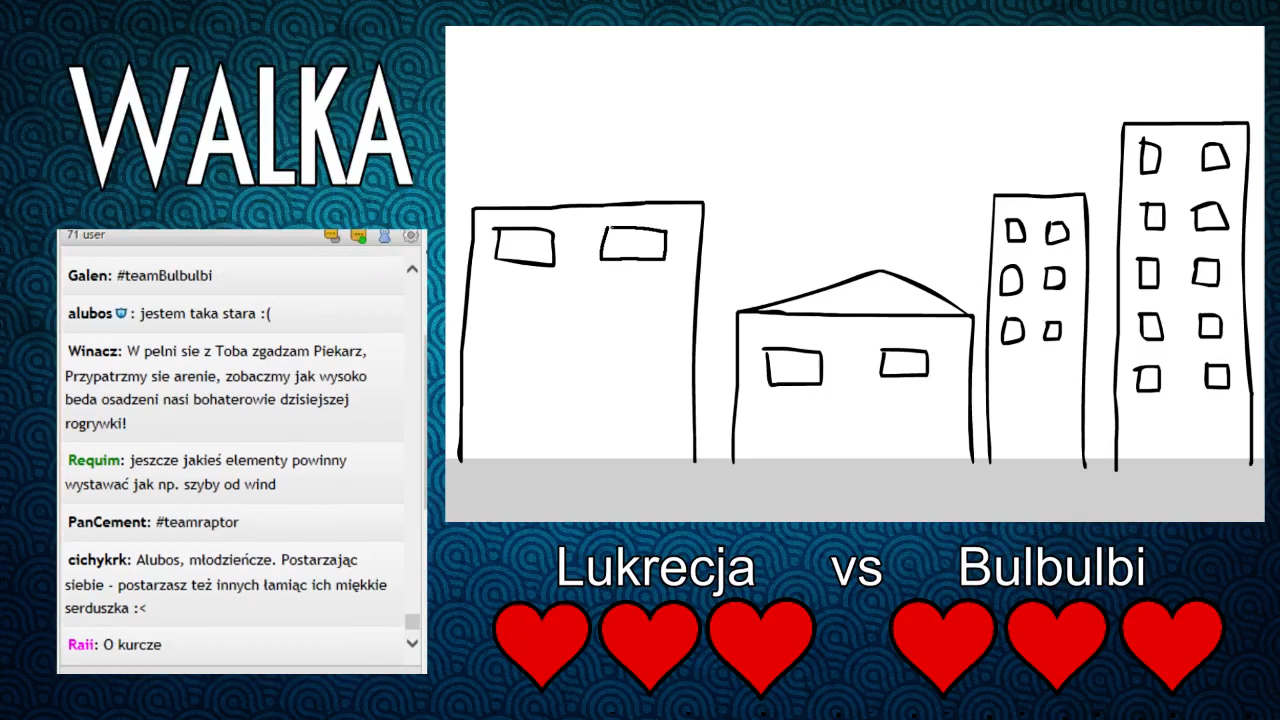 WALKA
71 user
Galen: #teamBulbulbi
alubos : jestem taka stara :(
Winacz: W pelni sie z Toba zgadzam Piekarz,
Przypatrzmy sie arenie, zobaczmy jak wysoko
beda osadzeni nasi bohaterowie dzisiejszej
rogrywki!
Requim: jeszcze jakieś elementy powinny
wystawać jak np. szyby od wind
PanCement: #teamraptor
cichykrk: Alubos, młodzieńcze. Postarzając
siebie - postarzasz też innych łamiąc ich miękkie
serduszka :<
Raii: O kurcze
Lukrecja vs Bulbulbi